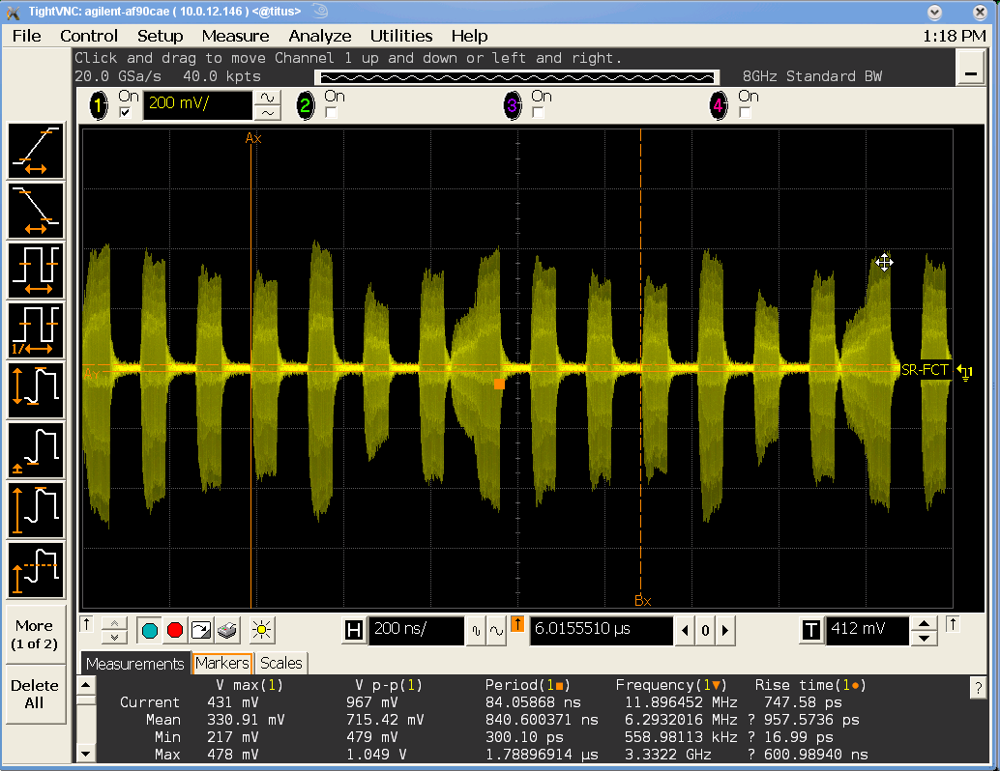 TightVNC: agilent-af90cae ( 10.0.12.146 ) <@titus>
File Control Setup Measure Analyze Utilities Help 1:18 PM
Click and drag to move Channel 1 up and down or left and right.
20.0 GSa/s 40.0 kpts 8GHz Standard BW
1 On 200 mV/ 2 On 3 On 4 On
Ax
SR-FCT 1
Bx
1/
More
(1 of 2)
Delete
All
H 200 ns/ 6.0155510 µs 0 T 412 mV
Measurements Markers Scales
V max(1) V p-p(1) Period(1) Frequency(1) Rise time(1) ?
Current 431 mV 967 mV 84.05868 ns 11.896452 MHz 747.58 ps
Mean 330.91 mV 715.42 mV 840.600371 ns 6.2932016 MHz ? 957.5736 ps
Min 217 mV 479 mV 300.10 ps 558.98113 kHz ? 16.99 ps
Max 478 mV 1.049 V 1.78896914 µs 3.3322 GHz ? 600.98940 ns